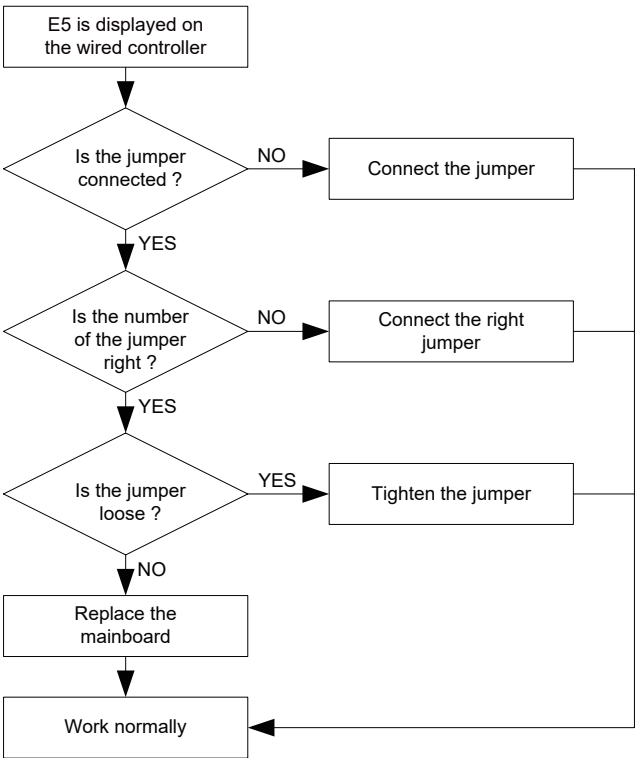 E5 is displayed on
the wired controller
Is the jumper
connected ?
NO
Connect the jumper
YES
Is the number
of the jumper
right ?
NO
Connect the right
jumper
YES
Is the jumper
loose ?
YES
Tighten the jumper
NO
Replace the
mainboard
Work normally